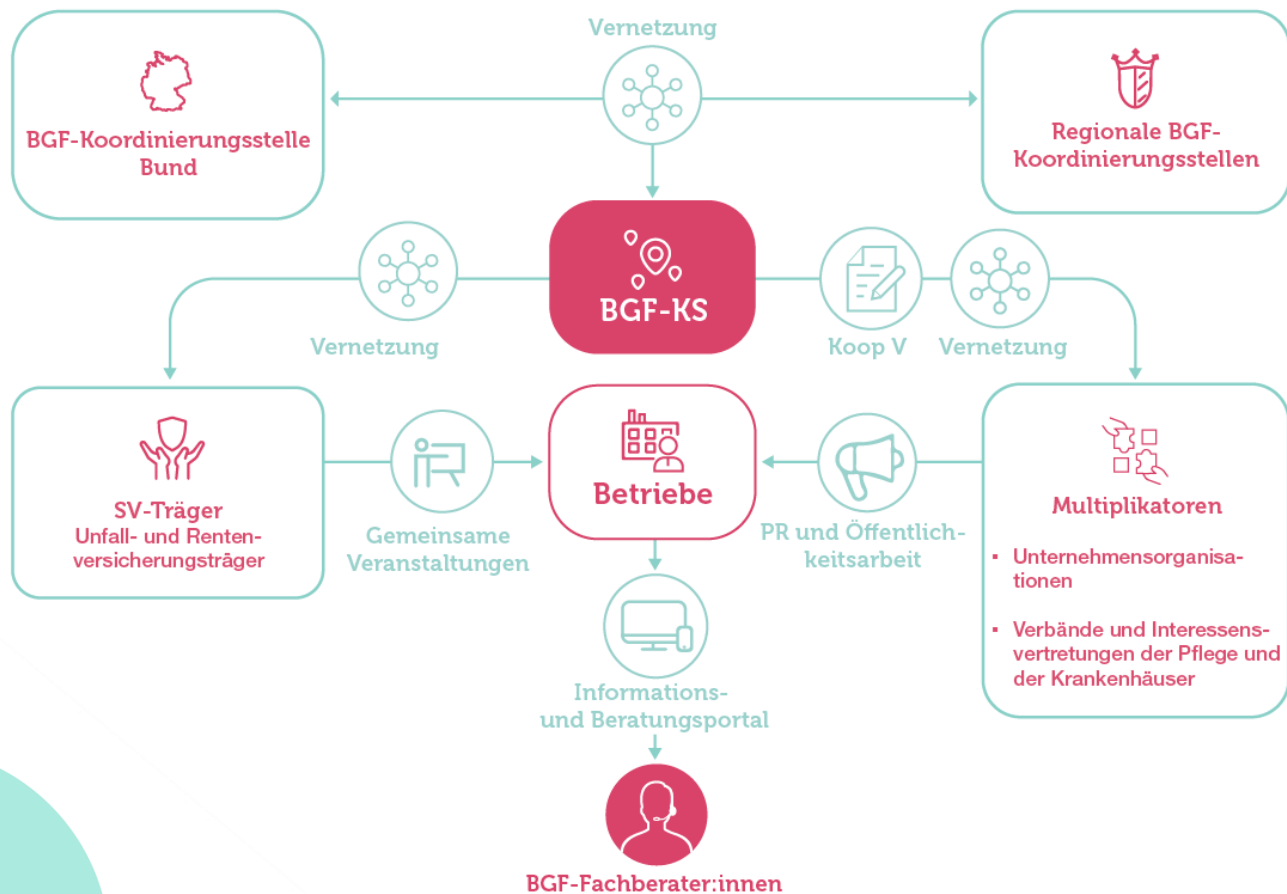 Vernetzung
BGF-Koordinierungsstelle
Bund
Regionale BGF-
Koordinierungsstellen
BGF-KS
Vernetzung
Koop V
Vernetzung
SV-Träger
Unfall- und Renten-
versicherungsträger
Gemeinsame
Veranstaltungen
Betriebe
PR und Öffentlich-
keitsarbeit
Multiplikatoren
▪ Unternehmensorganisa-
tionen
▪ Verbände und Interessens-
vertretungen der Pflege und
der Krankenhäuser
Informations-
und Beratungsportal
BGF-Fachberater:innen